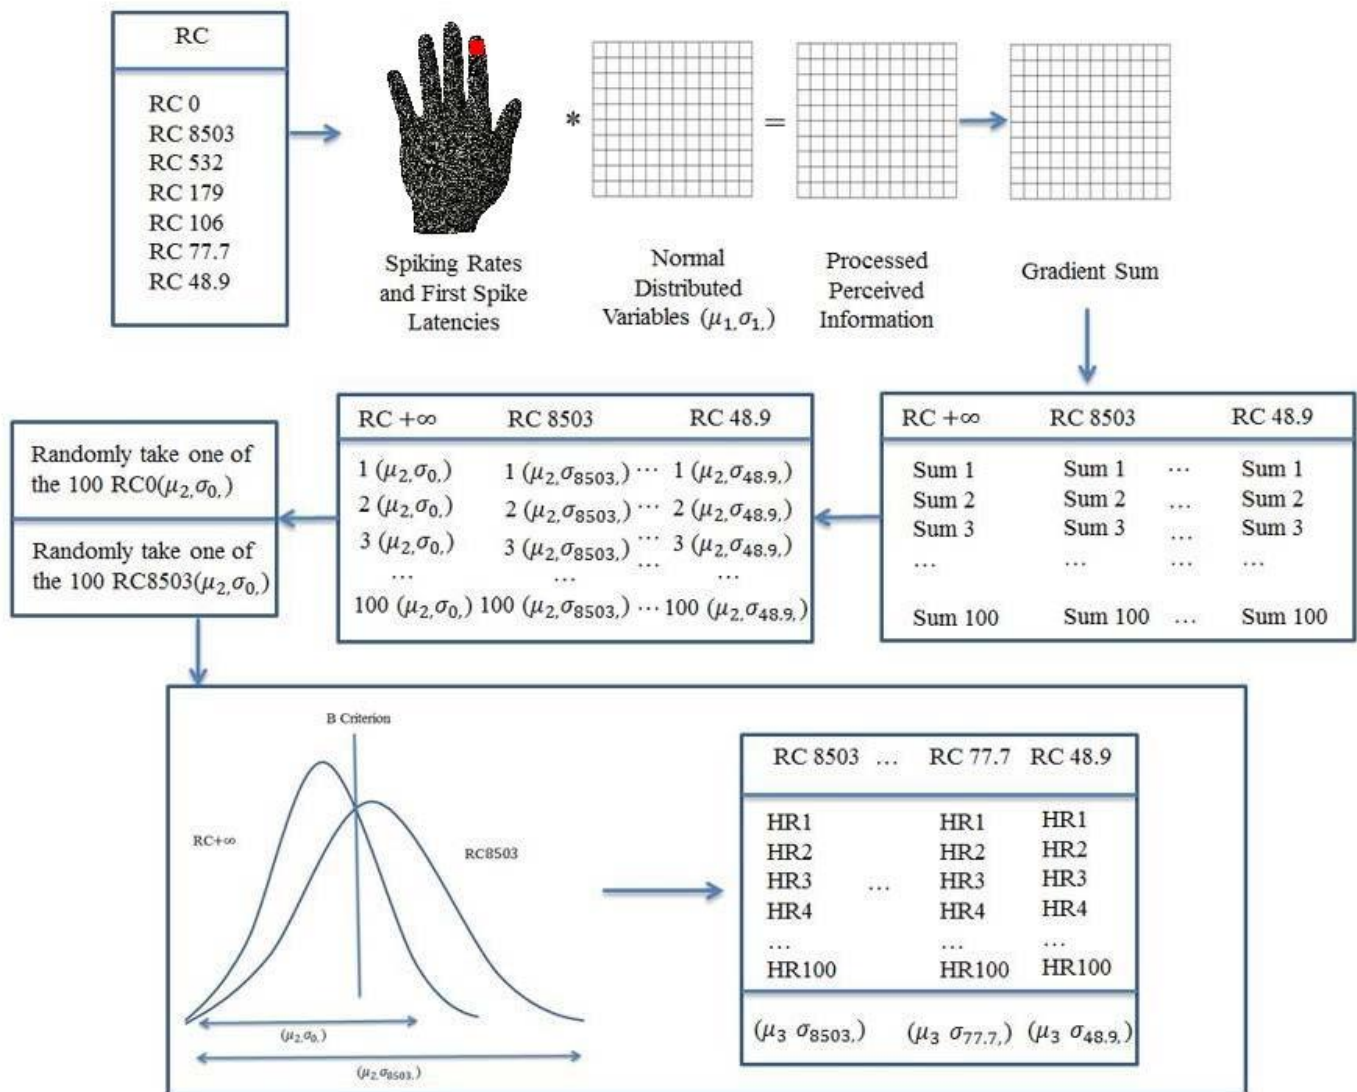 RC
RC 0
RC 8503
RC 532
RC 179
RC 106
RC 77.7
RC 48.9
*
=
Spiking Rates
and First Spike
Latencies
Normal
Distributed
Variables (μ₁,σ₁,)
Processed
Perceived
Information
Gradient Sum
RC +∞ RC 8503 RC 48.9
Sum 1 Sum 1 ... Sum 1
Sum 2 Sum 2 ... Sum 2
Sum 3 Sum 3 ... Sum 3
... ... ... ...
Sum 100 Sum 100 ... Sum 100
RC +∞ RC 8503 RC 48.9
1 (μ₂,σ₀,) 1 (μ₂,σ₈₅₀₃,) ... 1 (μ₂,σ₄₈.₉,)
2 (μ₂,σ₀,) 2 (μ₂,σ₈₅₀₃,) ... 2 (μ₂,σ₄₈.₉,)
3 (μ₂,σ₀,) 3 (μ₂,σ₈₅₀₃,) ... 3 (μ₂,σ₄₈.₉,)
... ... ... ...
100 (μ₂,σ₀,) 100 (μ₂,σ₈₅₀₃,) ... 100 (μ₂,σ₄₈.₉,)
Randomly take one of
the 100 RC0(μ₂,σ₀,)
Randomly take one of
the 100 RC8503(μ₂,σ₀,)
B Criterion
RC+∞
RC8503
(μ₂,σ₀,)
(μ₂,σ₈₅₀₃,)
RC 8503 ... RC 77.7 RC 48.9
HR1 HR1 HR1
HR2 HR2 HR2
HR3 ... HR3 HR3
HR4 HR4 HR4
... ... ...
HR100 HR100 HR100
(μ₃ σ₈₅₀₃,) (μ₃ σ₇₇.₇,) (μ₃ σ₄₈.₉,)